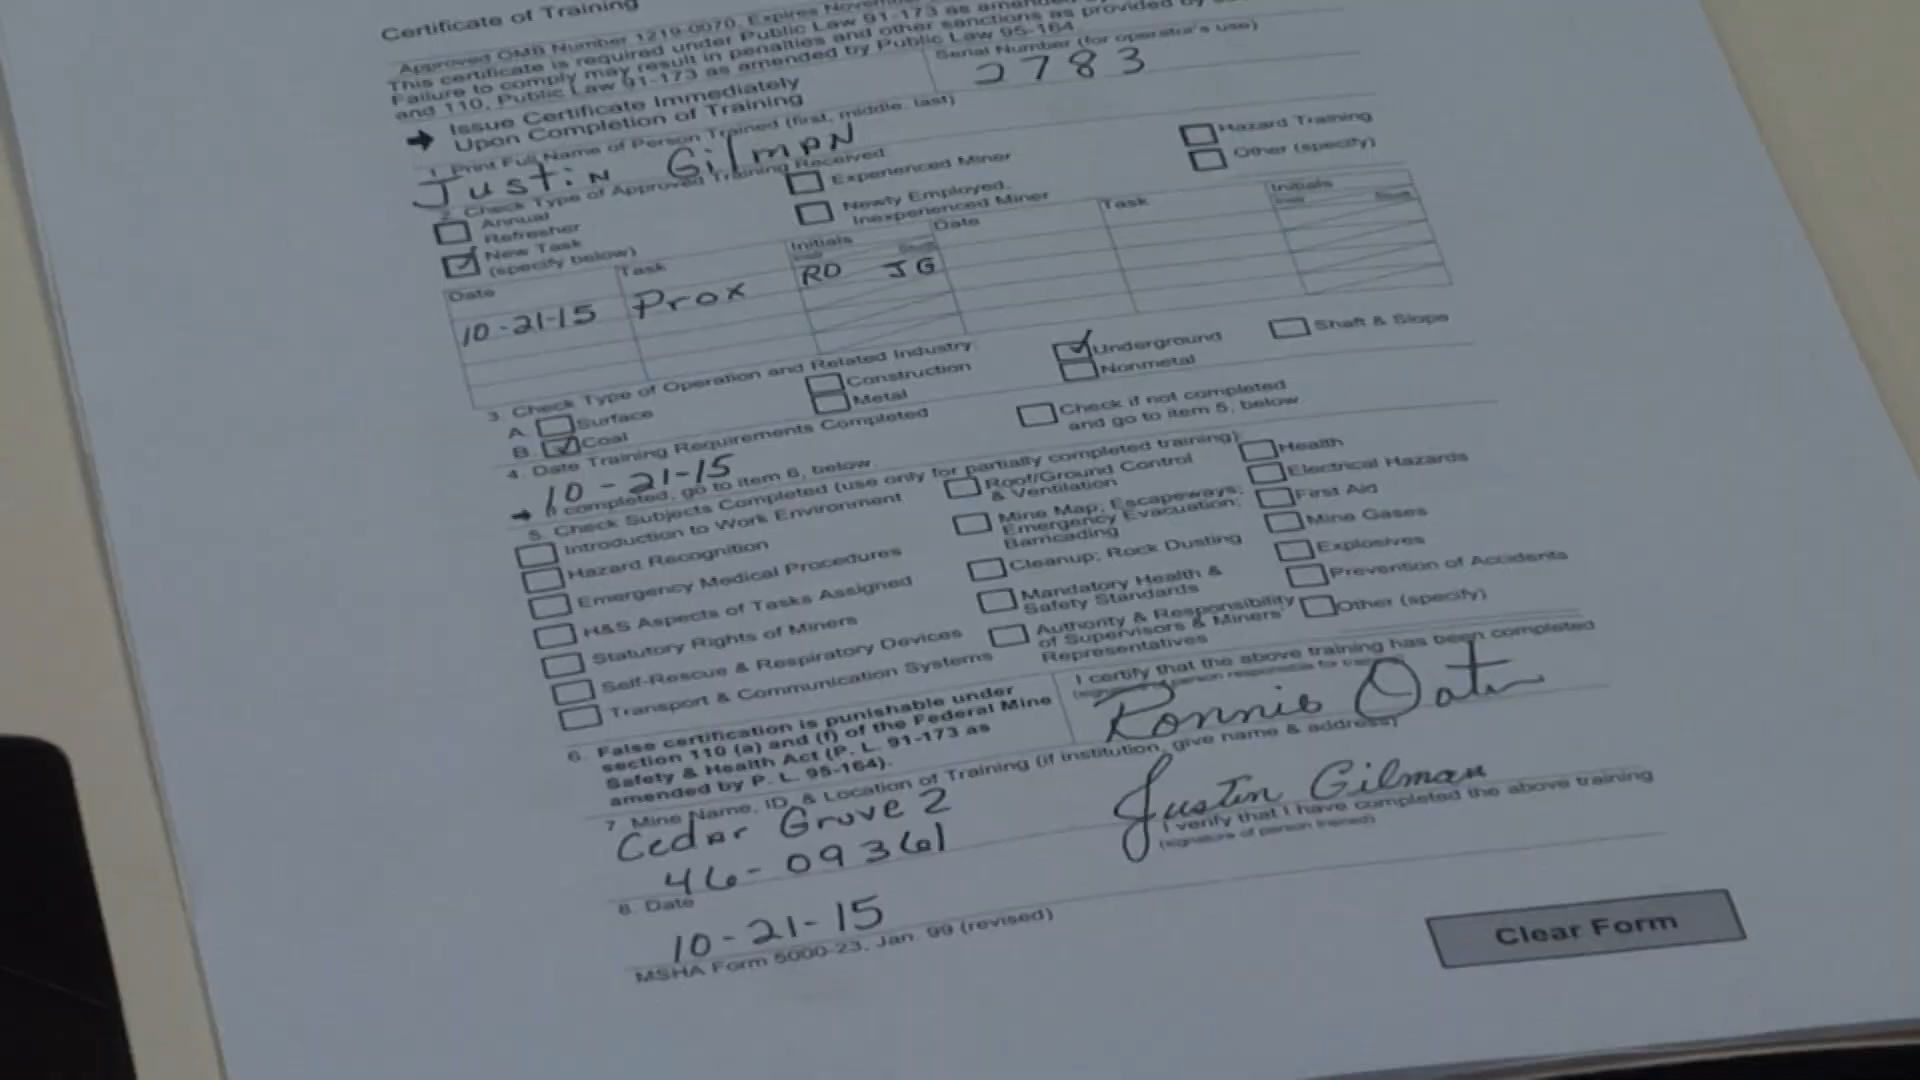 Certificate of Training
Approved OMB Number 1219-0070, Expires
This certificate is required under Public Law 91-173 as amended
Failure to comply may result in penalties and other sanctions as provided by
and 110, Public Law 91-173 as amended by Public Law 95-164.
Serial Number (for operator's use)
2783
Issue Certificate Immediately
Upon Completion of Training
1. Print Full Name of Person Trained (first, middle, last)
Justin Gilman
2. Check Type of Approved Training Received
Annual
Refresher
New Task
(specify below)
Experienced Miner
Newly Employed,
Inexperienced Miner
Hazard Training
Other (specify)
Date Task Initials Date Task Initials
10-21-15 Prox RD JG
3. Check Type of Operation and Related Industry
A. Surface Construction Underground Shaft & Slope
B. Coal Metal Nonmetal
4. Date Training Requirements Completed
10-21-15
Check if not completed
and go to item 5, below
If completed, go to item 6, below.
5. Check Subjects Completed (use only for partially completed training):
Introduction to Work Environment
Hazard Recognition
Emergency Medical Procedures
H&S Aspects of Tasks Assigned
Statutory Rights of Miners
Self-Rescue & Respiratory Devices
Transport & Communication Systems
Roof/Ground Control
& Ventilation
Mine Map; Escapeways;
Emergency Evacuation;
Barricading
Cleanup; Rock Dusting
Mandatory Health &
Safety Standards
Authority & Responsibility
of Supervisors & Miners'
Representatives
Health
Electrical Hazards
First Aid
Mine Gases
Explosives
Prevention of Accidents
Other (specify)
6. False certification is punishable under
section 110 (a) and (f) of the Federal Mine
Safety & Health Act (P. L. 91-173 as
amended by P. L. 95-164).
I certify that the above training has been completed
(signature of person responsible for training)
Ronnie
7. Mine Name, ID, & Location of Training (if institution, give name & address)
Cedar Grove 2
46-09361
Justin Gilman
I verify that I have completed the above training
(signature of person trained)
8. Date
10-21-15
MSHA Form 5000-23, Jan. 99 (revised)
Clear Form